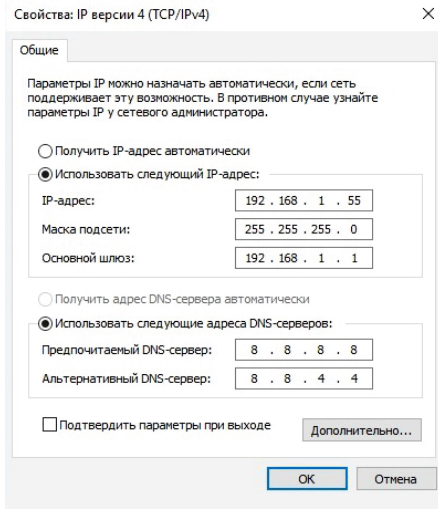 Свойства: IP версии 4 (TCP/IPv4)
Общие
Параметры IP можно назначать автоматически, если сеть
поддерживает эту возможность. В противном случае узнайте
параметры IP у сетевого администратора.
Получить IP-адрес автоматически
Использовать следующий IP-адрес:
IP-адрес: 192 . 168 . 1 . 55
Маска подсети: 255 . 255 . 255 . 0
Основной шлюз: 192 . 168 . 1 . 1
Получить адрес DNS-сервера автоматически
Использовать следующие адреса DNS-серверов:
Предпочитаемый DNS-сервер: 8 . 8 . 8 . 8
Альтернативный DNS-сервер: 8 . 8 . 4 . 4
Подтвердить параметры при выходе
Дополнительно...
ОК Отмена